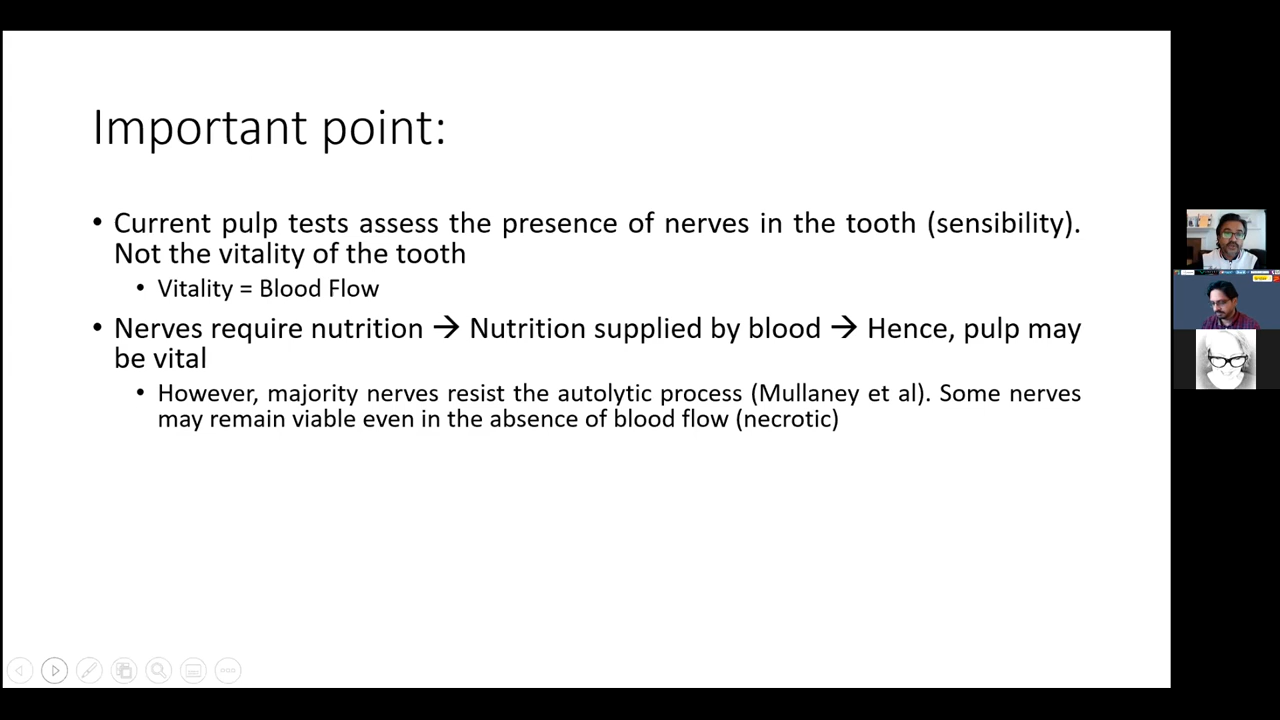 Important point:
• Current pulp tests assess the presence of nerves in the tooth (sensibility).
Not the vitality of the tooth
• Vitality = Blood Flow
• Nerves require nutrition → Nutrition supplied by blood → Hence, pulp may
be vital
• However, majority nerves resist the autolytic process (Mullaney et al). Some nerves
may remain viable even in the absence of blood flow (necrotic)